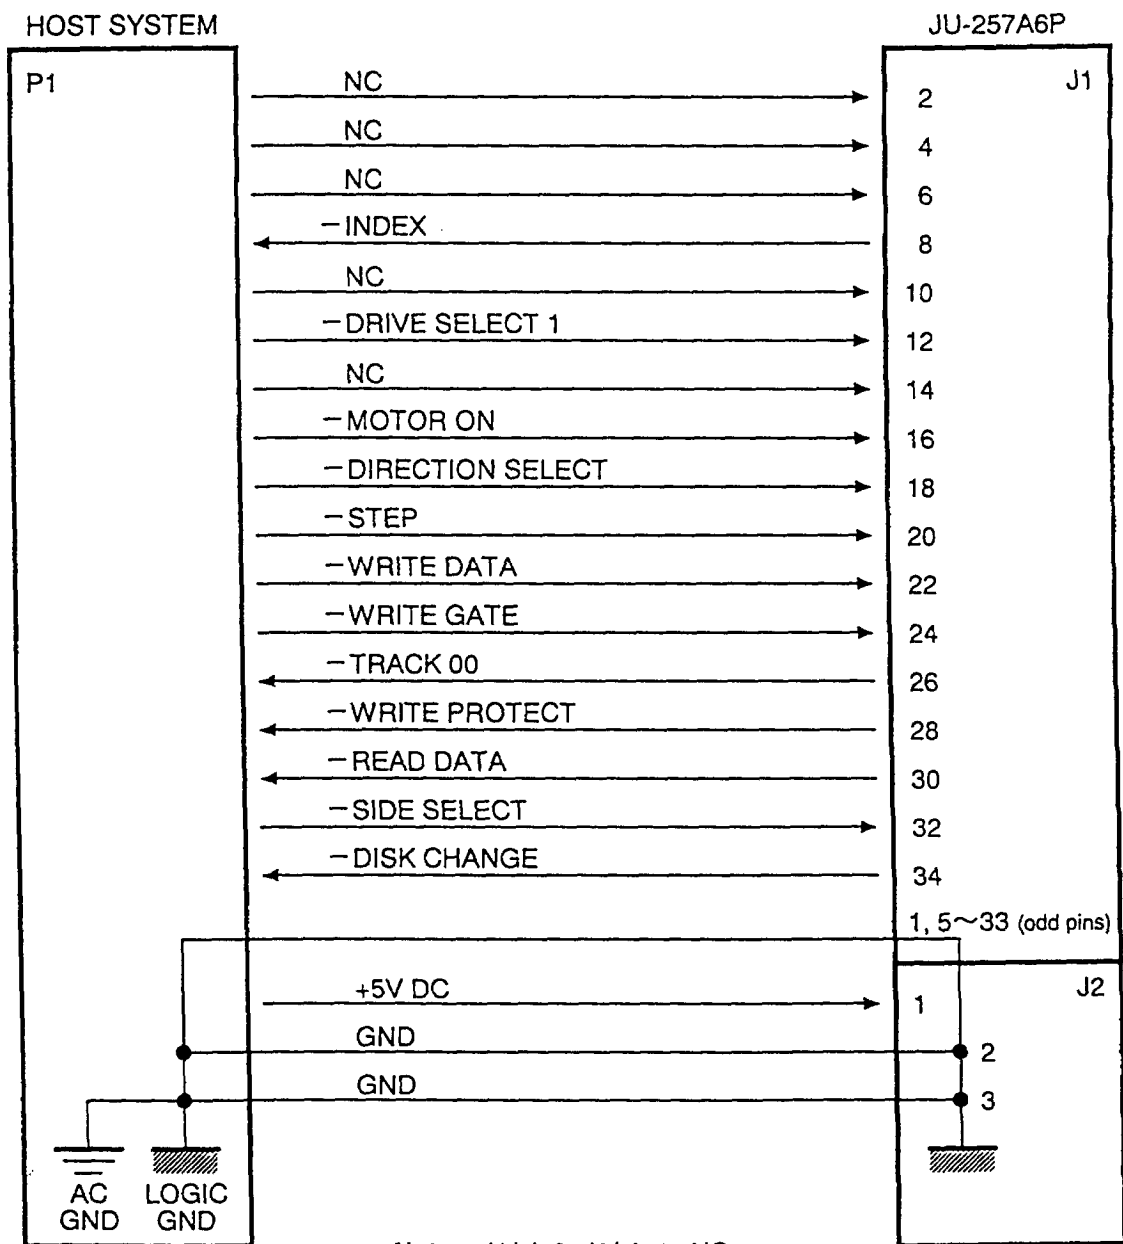 HOST SYSTEM
JU-257A6P
P1
J1
NC
2
NC
4
NC
6
−INDEX
8
NC
10
−DRIVE SELECT 1
12
NC
14
−MOTOR ON
16
−DIRECTION SELECT
18
−STEP
20
−WRITE DATA
22
−WRITE GATE
24
−TRACK 00
26
−WRITE PROTECT
28
−READ DATA
30
−SIDE SELECT
32
−DISK CHANGE
34
1, 5〜33 (odd pins)
J2
+5V DC
1
GND
2
GND
3
AC
GND
LOGIC
GND